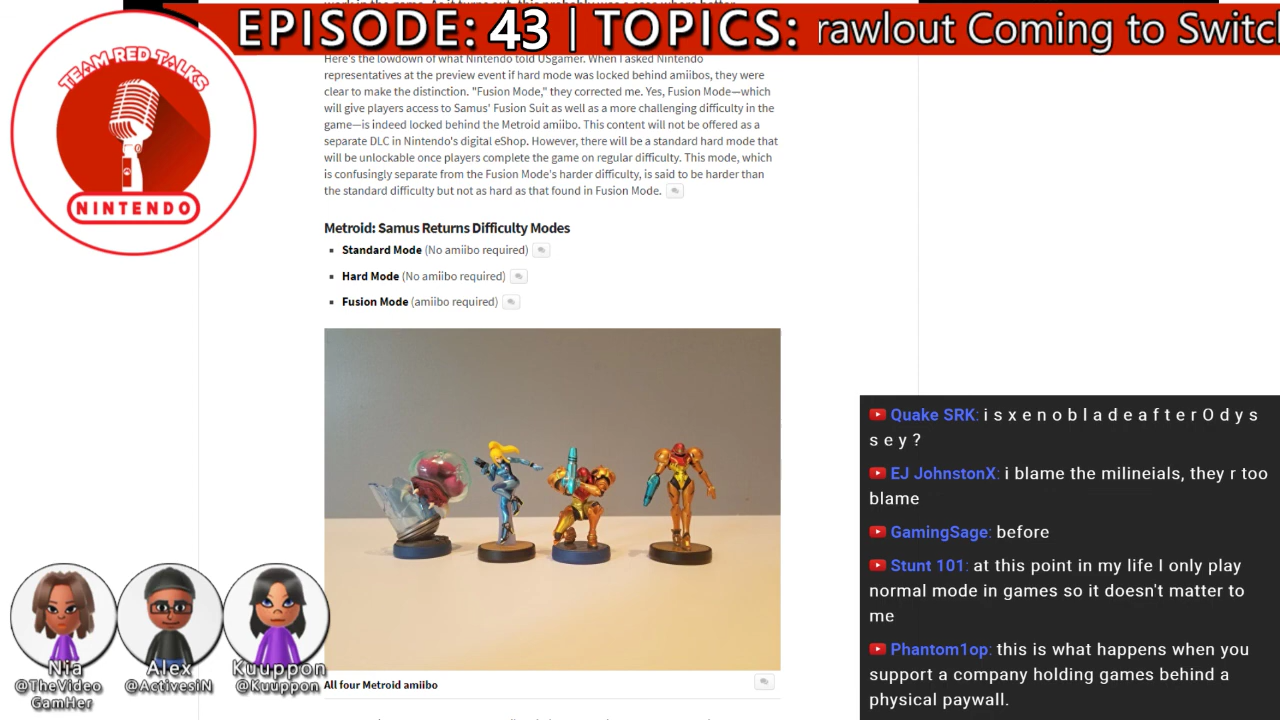 EPISODE: 43 | TOPICS: rawlout Coming to Switc
TEAM RED TALKS
NINTENDO
Here's the lowdown of what Nintendo told USgamer. When I asked Nintendo
representatives at the preview event if hard mode was locked behind amiibos, they were
clear to make the distinction. "Fusion Mode," they corrected me. Yes, Fusion Mode—which
will give players access to Samus' Fusion Suit as well as a more challenging difficulty in the
game—is indeed locked behind the Metroid amiibo. This content will not be offered as a
separate DLC in Nintendo's digital eShop. However, there will be a standard hard mode that
will be unlockable once players complete the game on regular difficulty. This mode, which
is confusingly separate from the Fusion Mode's harder difficulty, is said to be harder than
the standard difficulty but not as hard as that found in Fusion Mode.
Metroid: Samus Returns Difficulty Modes
Standard Mode (No amiibo required)
Hard Mode (No amiibo required)
Fusion Mode (amiibo required)
All four Metroid amiibo
Quake SRK: i s x e n o b l a d e a f t e r O d y s
s e y ?
EJ JohnstonX: i blame the milineials, they r too
blame
GamingSage: before
Stunt 101: at this point in my life I only play
normal mode in games so it doesn't matter to
me
Phantom1op: this is what happens when you
support a company holding games behind a
physical paywall.
Nia
@TheVideo
GamHer
Alex
@ActivesiN
Kuuppon
@Kuuppon